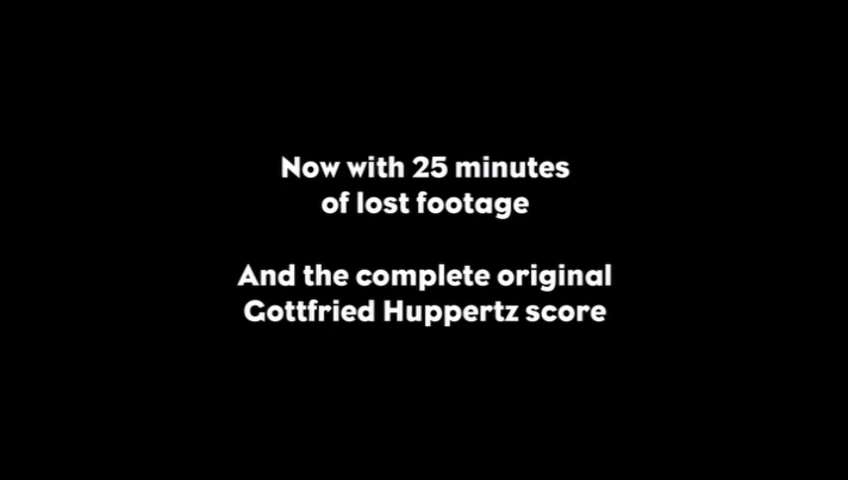 Now with 25 minutes
of lost footage
And the complete original
Gottfried Huppertz score